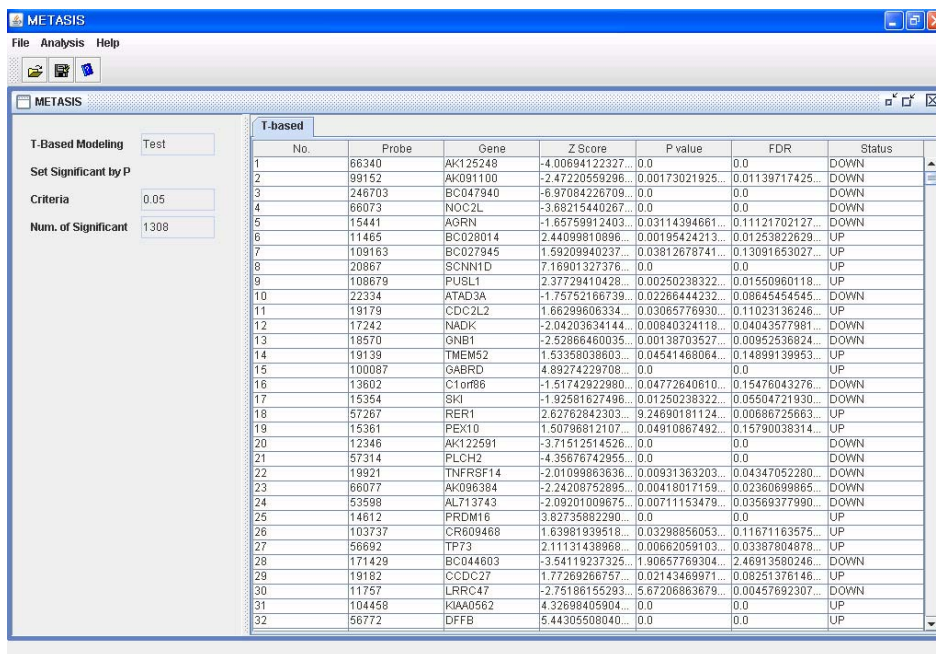 METASIS
File Analysis Help
METASIS
T-Based Modeling Test
Set Significant by P
Criteria 0.05
Num. of Significant 1308
T-based
No. Probe Gene Z Score P value FDR Status
1 66340 AK125248 -4.00694122327... 0.0 0.0 DOWN
2 99152 AK091100 -2.47220559296... 0.00173021925... 0.01139717425... DOWN
3 246703 BC047940 -6.97084226709... 0.0 0.0 DOWN
4 66073 NOC2L -3.68215440267... 0.0 0.0 DOWN
5 15441 AGRN -1.65759912403... 0.03114394661... 0.11121702127... DOWN
6 11465 BC028014 2.44099810896... 0.00195424213... 0.01253822629... UP
7 109163 BC027945 1.59209940237... 0.03812678741... 0.13091653027... UP
8 20867 SCNN1D 7.16901327376... 0.0 0.0 UP
9 108679 PUSL1 2.37729410428... 0.00250238322... 0.01550960118... UP
10 22334 ATAD3A -1.75752166739... 0.02266444232... 0.08645454545... DOWN
11 19179 CDC2L2 1.66299606334... 0.03065776930... 0.11023136246... UP
12 17242 NADK -2.04203634144... 0.00840324118... 0.04043577981... DOWN
13 18570 GNB1 -2.52866460035... 0.00138703527... 0.00952536824... DOWN
14 19139 TMEM52 1.53358038603... 0.04541468064... 0.14899139953... UP
15 100087 GABRD 4.89274229708... 0.0 0.0 UP
16 13602 C1orf86 -1.51742922980... 0.04772640610... 0.15476043276... DOWN
17 15354 SKI -1.92581627496... 0.01250238322... 0.05504721930... DOWN
18 57267 RER1 2.62762842303... 9.24690181124... 0.00686725663... UP
19 15361 PEX10 1.50796812107... 0.04910867492... 0.15790038314... UP
20 12346 AK122591 -3.71512514526... 0.0 0.0 DOWN
21 57314 PLCH2 -4.35676742955... 0.0 0.0 DOWN
22 19921 TNFRSF14 -2.01099863636... 0.00931363203... 0.04347052280... DOWN
23 66077 AK096384 -2.24208752895... 0.00418017159... 0.02360699865... DOWN
24 53598 AL713743 -2.09201009675... 0.00711153479... 0.03569377990... DOWN
25 14612 PRDM16 3.82735882290... 0.0 0.0 UP
26 103737 CR609468 1.63981939518... 0.03298856053... 0.11671163575... UP
27 56692 TP73 2.11131438968... 0.00662059103... 0.03387804878... UP
28 171429 BC044603 -3.54119237325... 1.90657769304... 2.46913580246... DOWN
29 19182 CCDC27 1.77269266757... 0.02143469971... 0.08251376146... UP
30 11757 LRRC47 -2.75186155293... 5.67206863679... 0.00457692307... DOWN
31 104458 KIAA0562 4.32698405904... 0.0 0.0 UP
32 56772 DFFB 5.44305508040... 0.0 0.0 UP